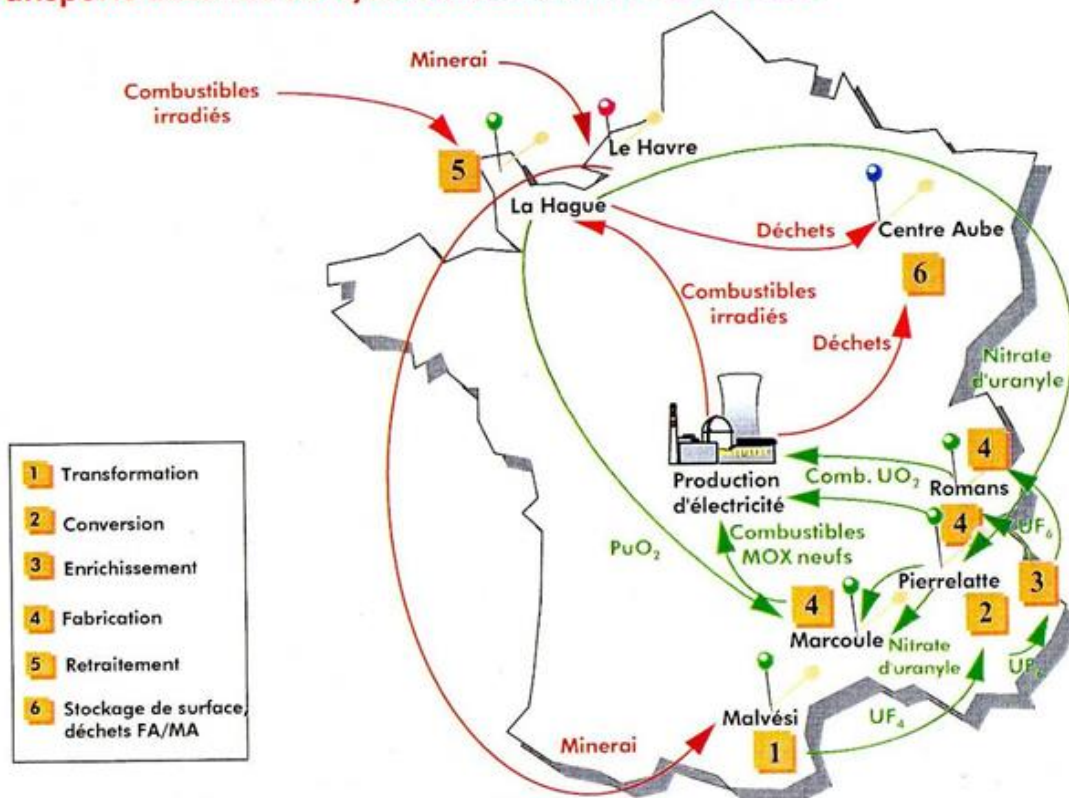 Minerai
Combustibles
irradiés
Le Havre
5
La Hague
Déchets
Centre Aube
6
Combustibles
irradiés
Déchets
Nitrate
d'uranyle
4
Production
d'électricité
Comb. UO2
Romans
4
UF6
PuO2
Combustibles
MOX neufs
Pierrelatte
3
4
2
Marcoule
Nitrate
d'uranyle
Malvési
UF4
Minerai
1
1 Transformation
2 Conversion
3 Enrichissement
4 Fabrication
5 Retraitement
6 Stockage de surface,
déchets FA/MA